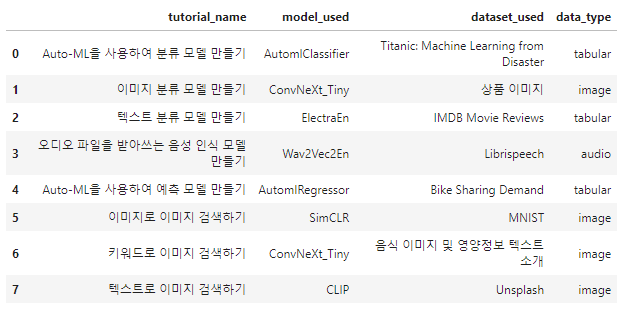 tutorial_name model_used dataset_used data_type
0 Auto-ML을 사용하여 분류 모델 만들기 AutomlClassifier Titanic: Machine Learning from Disaster tabular
1 이미지 분류 모델 만들기 ConvNeXt_Tiny 상품 이미지 image
2 텍스트 분류 모델 만들기 ElectraEn IMDB Movie Reviews tabular
3 오디오 파일을 받아쓰는 음성 인식 모델 만들기 Wav2Vec2En Librispeech audio
4 Auto-ML을 사용하여 예측 모델 만들기 AutomlRegressor Bike Sharing Demand tabular
5 이미지로 이미지 검색하기 SimCLR MNIST image
6 키워드로 이미지 검색하기 ConvNeXt_Tiny 음식 이미지 및 영양정보 텍스트 소개 image
7 텍스트로 이미지 검색하기 CLIP Unsplash image